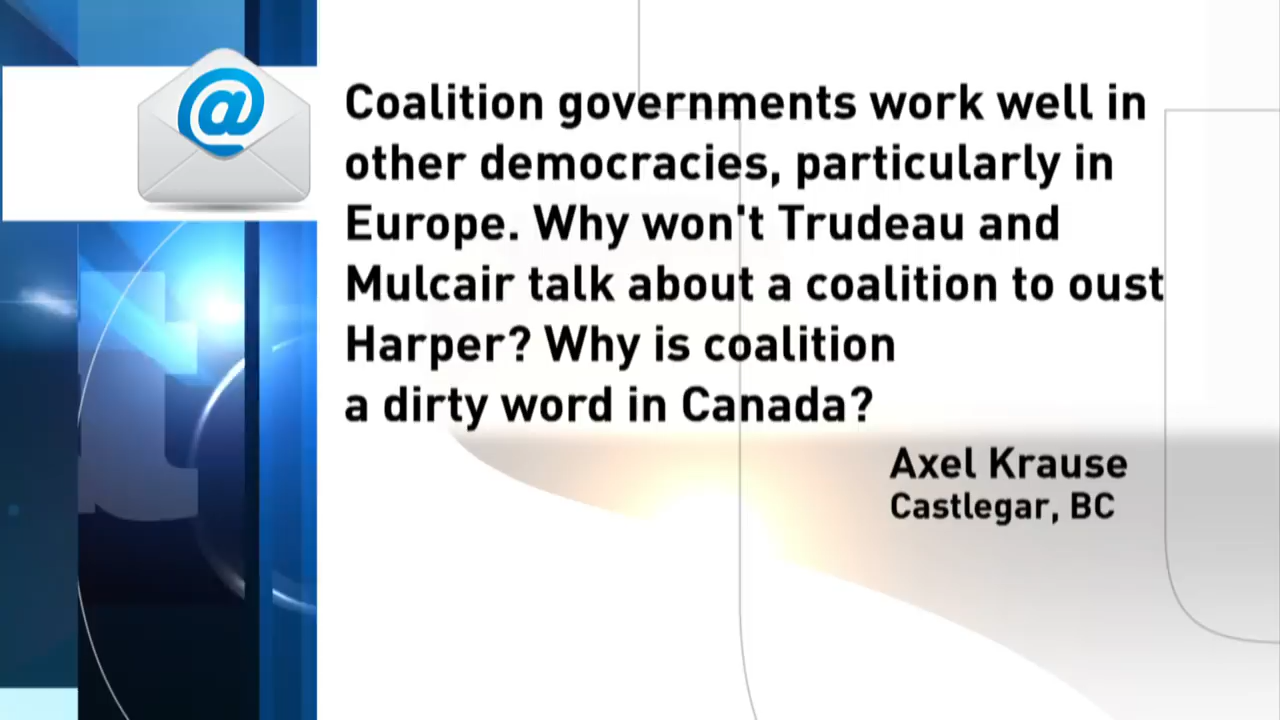 @
Coalition governments work well in
other democracies, particularly in
Europe. Why won't Trudeau and
Mulcair talk about a coalition to oust
Harper? Why is coalition
a dirty word in Canada?
Axel Krause
Castlegar, BC